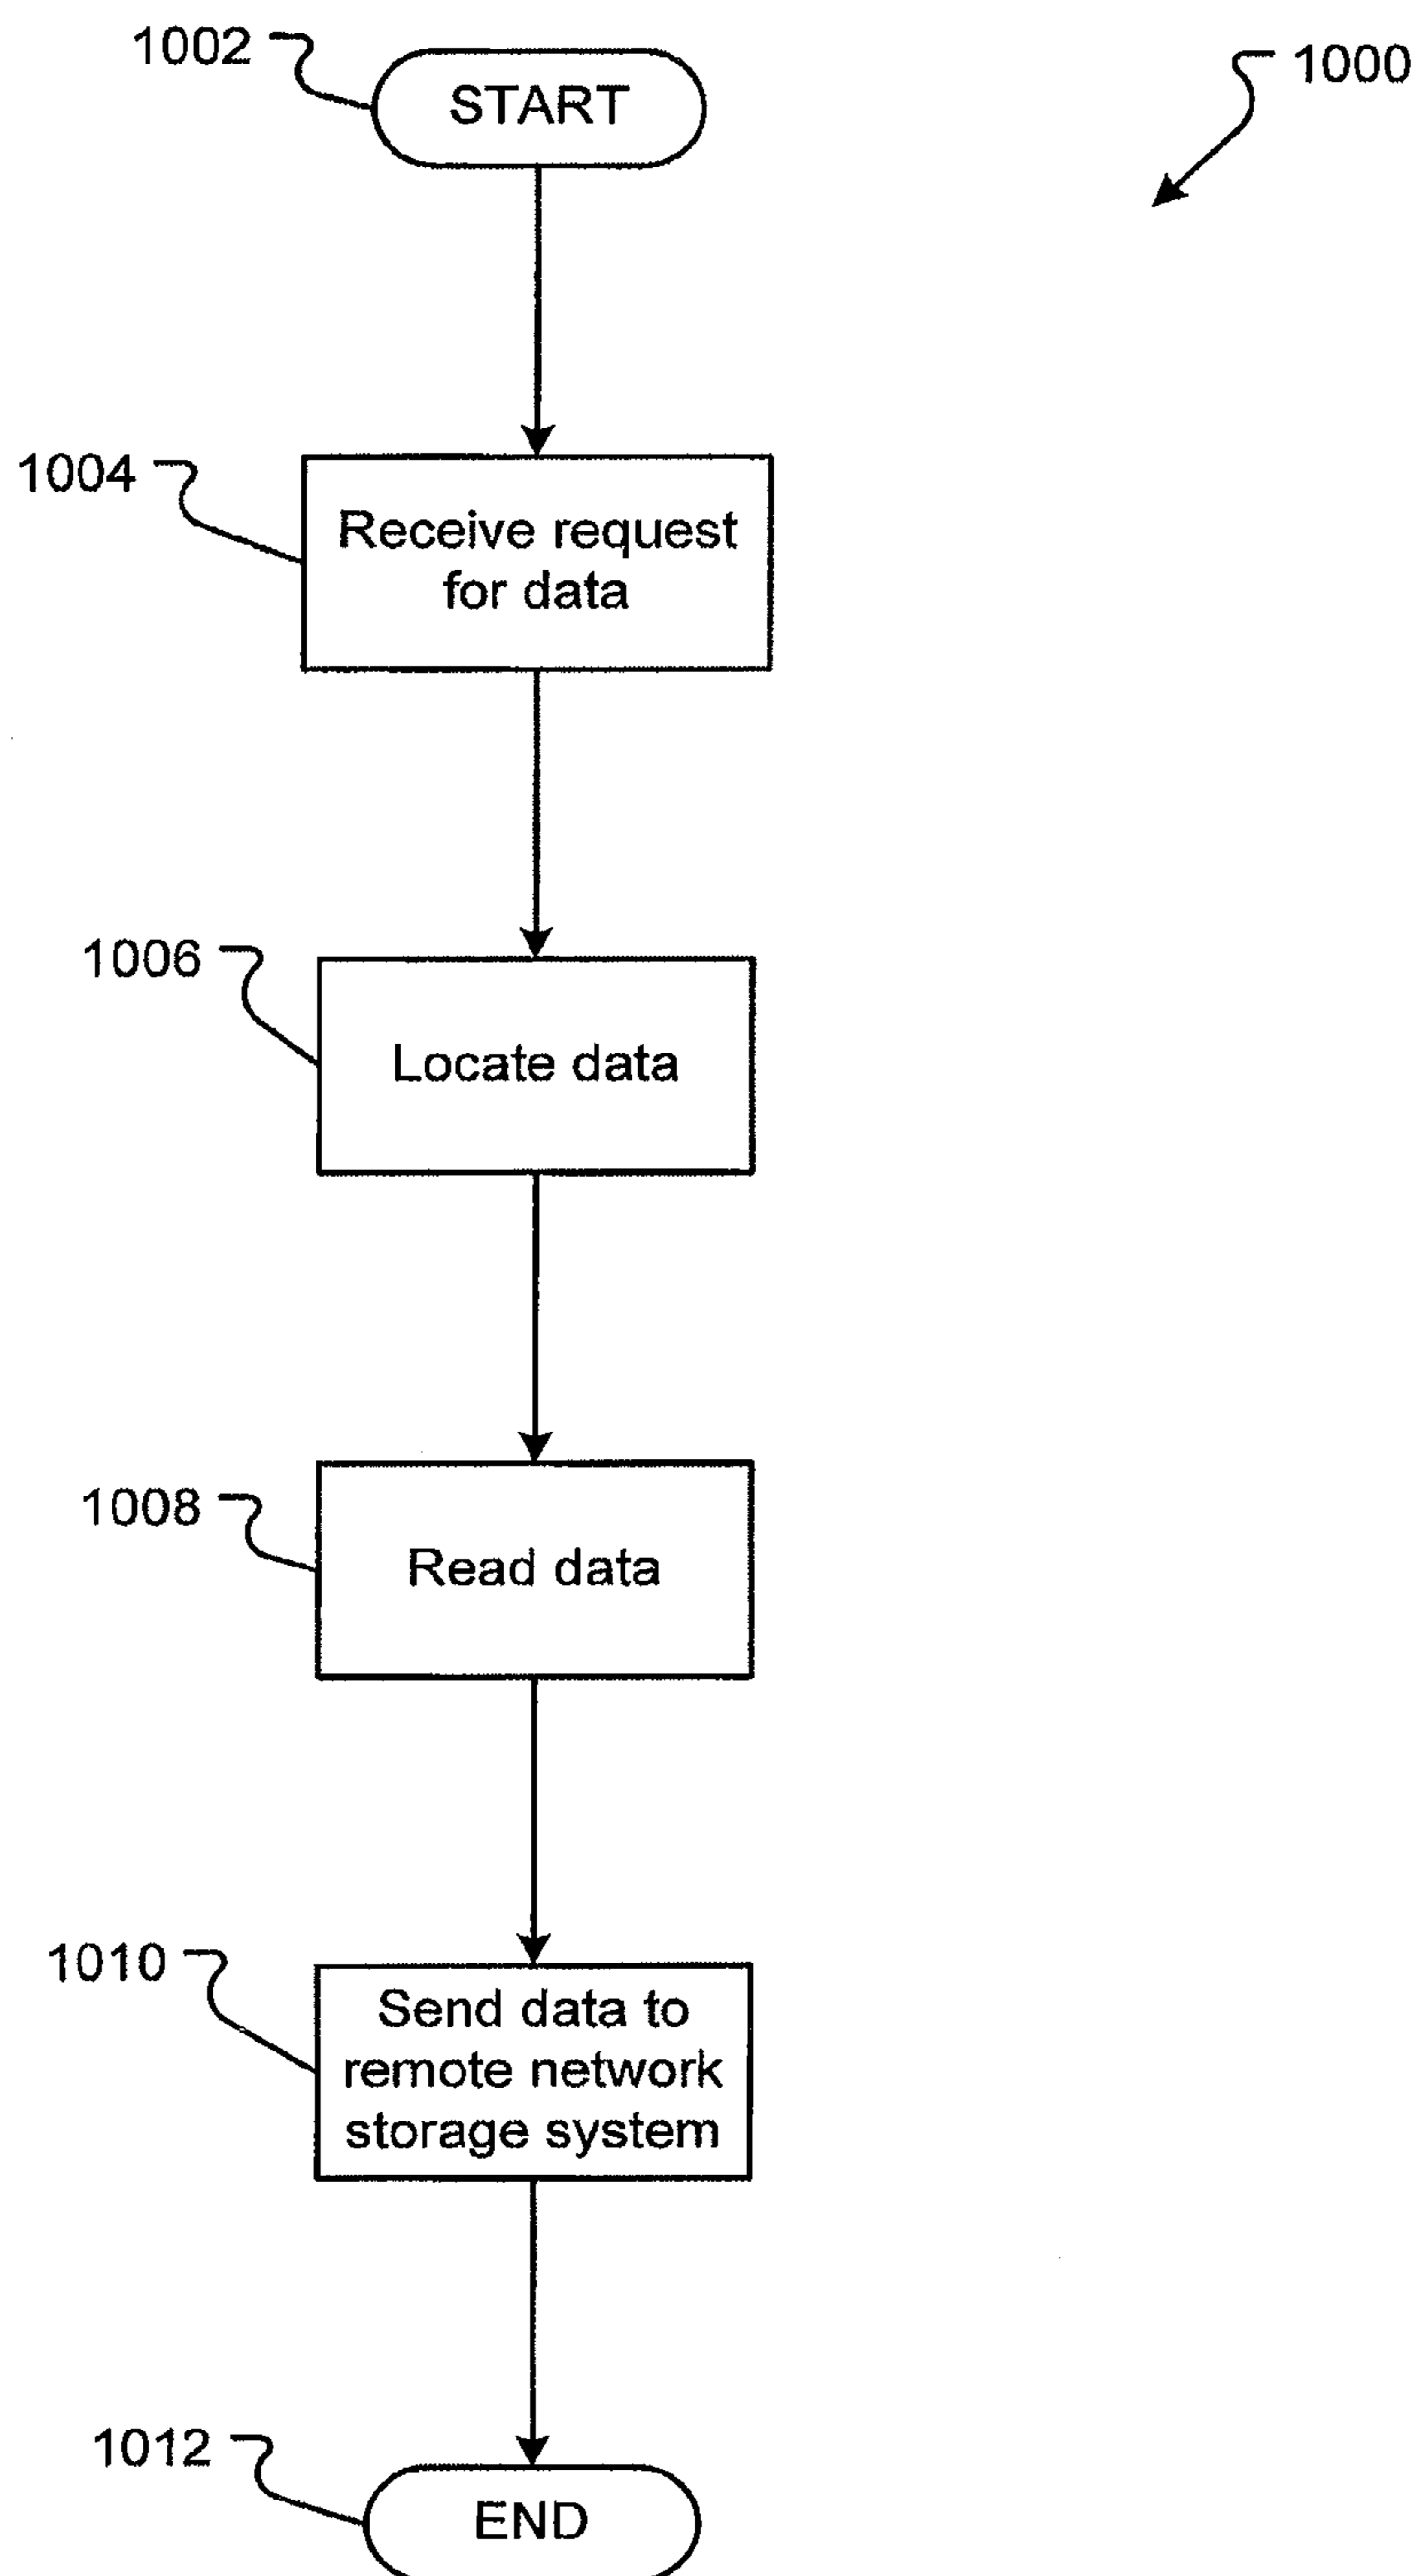 1002
START
1000
1004
Receive request
for data
1006
Locate data
1008
Read data
1010
Send data to
remote network
storage system
1012
END